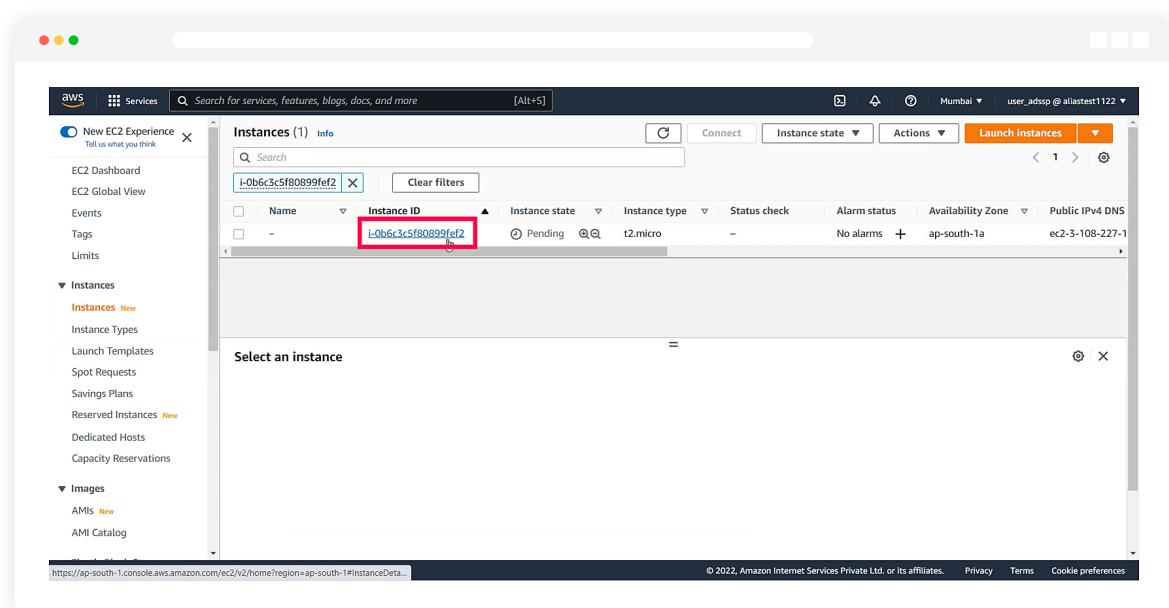 aws Services Search for services, features, blogs, docs, and more [Alt+S] Mumbai ▼ user_adssp @ aliastest1122 ▼
New EC2 Experience
Tell us what you think
EC2 Dashboard
EC2 Global View
Events
Tags
Limits
▼ Instances
Instances New
Instance Types
Launch Templates
Spot Requests
Savings Plans
Reserved Instances New
Dedicated Hosts
Capacity Reservations
▼ Images
AMIs New
AMI Catalog
Instances (1) Info Connect Instance state ▼ Actions ▼ Launch instances ▼
Search
1
i-0b6c3c5f80899fef2 Clear filters
Name Instance ID Instance state Instance type Status check Alarm status Availability Zone Public IPv4 DNS
– i-0b6c3c5f80899fef2 Pending t2.micro – No alarms + ap-south-1a ec2-3-108-227-1
Select an instance
https://ap-south-1.console.aws.amazon.com/ec2/v2/home?region=ap-south-1#InstanceDeta... © 2022, Amazon Internet Services Private Ltd. or its affiliates. Privacy Terms Cookie preferences